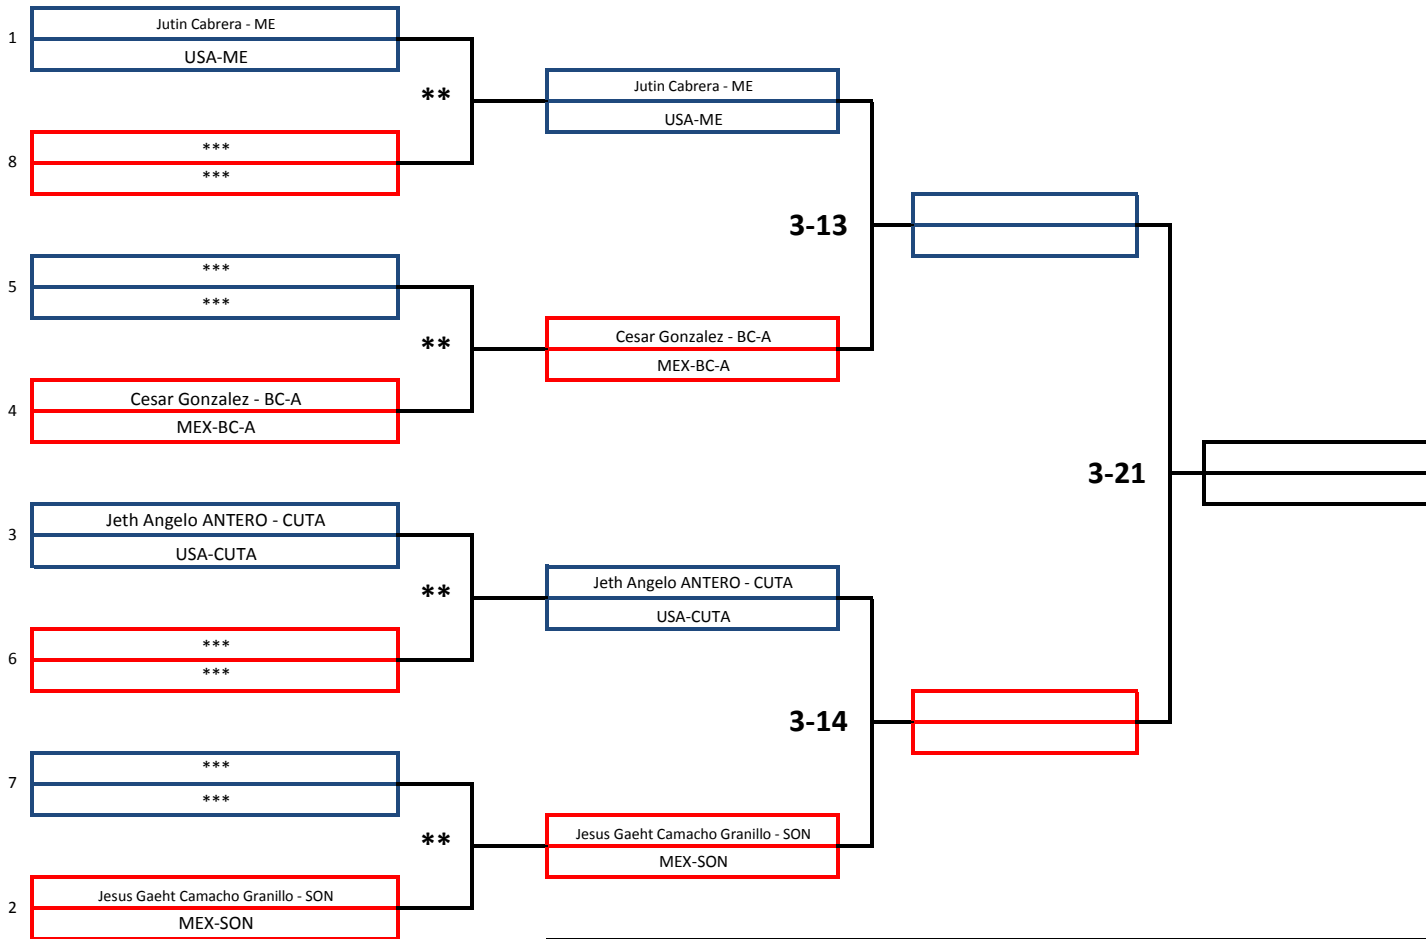 1
Jutin Cabrera - ME
USA-ME
**
8
***
***
5
***
***
**
4
Cesar Gonzalez - BC-A
MEX-BC-A
3
Jeth Angelo ANTERO - CUTA
USA-CUTA
**
6
***
***
7
***
***
**
2
Jesus Gaeht Camacho Granillo - SON
MEX-SON
Jutin Cabrera - ME
USA-ME
3-13
Cesar Gonzalez - BC-A
MEX-BC-A
Jeth Angelo ANTERO - CUTA
USA-CUTA
3-14
Jesus Gaeht Camacho Granillo - SON
MEX-SON
3-21